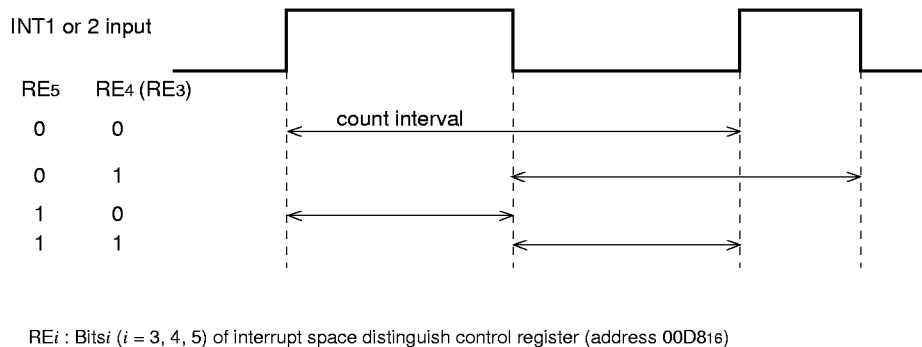 INT1 or 2 input
RE5 RE4 (RE3)
0 0 count interval
0 1
1 0
1 1
REi : Bitsi (i = 3, 4, 5) of interrupt space distinguish control register (address 00D816)